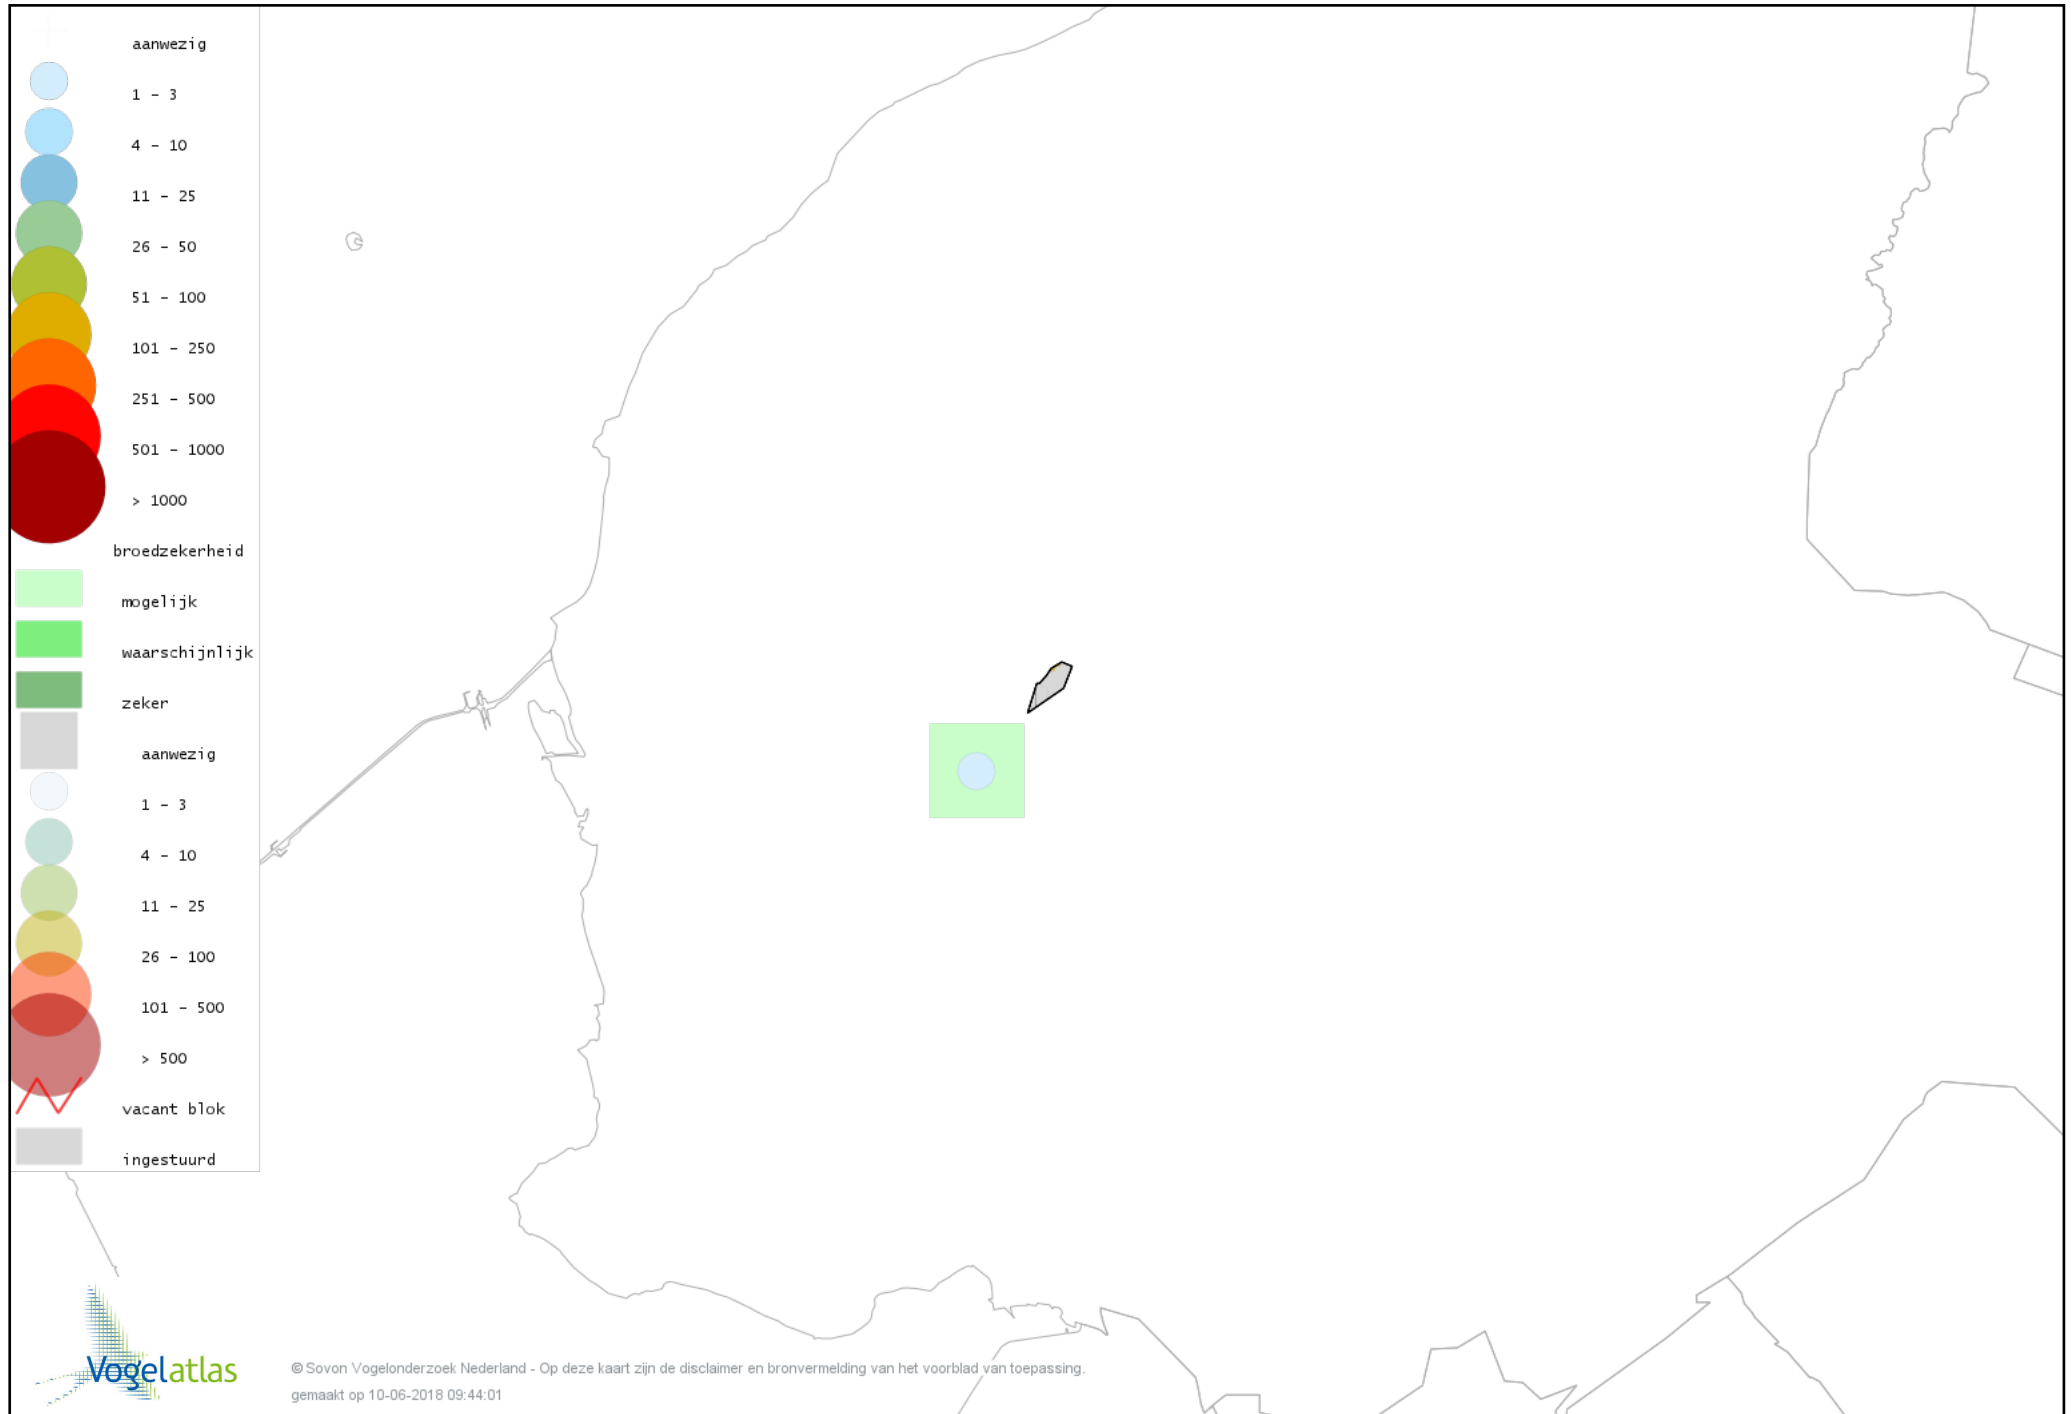 aanwezig
1 - 3
4 - 10
11 - 25
26 - 50
51 - 100
101 - 250
251 - 500
501 - 1000
> 1000
broedzekerheid
mogelijk
waarschijnlijk
zeker
aanwezig
1 - 3
4 - 10
11 - 25
26 - 100
101 - 500
> 500
vacant blok
ingestuurd
Vogelatlas
© Sovon Vogelonderzoek Nederland - Op deze kaart zijn de disclaimer en bronvermelding van het voorblad van toepassing.
gemaakt op 10-06-2018 09:44:01